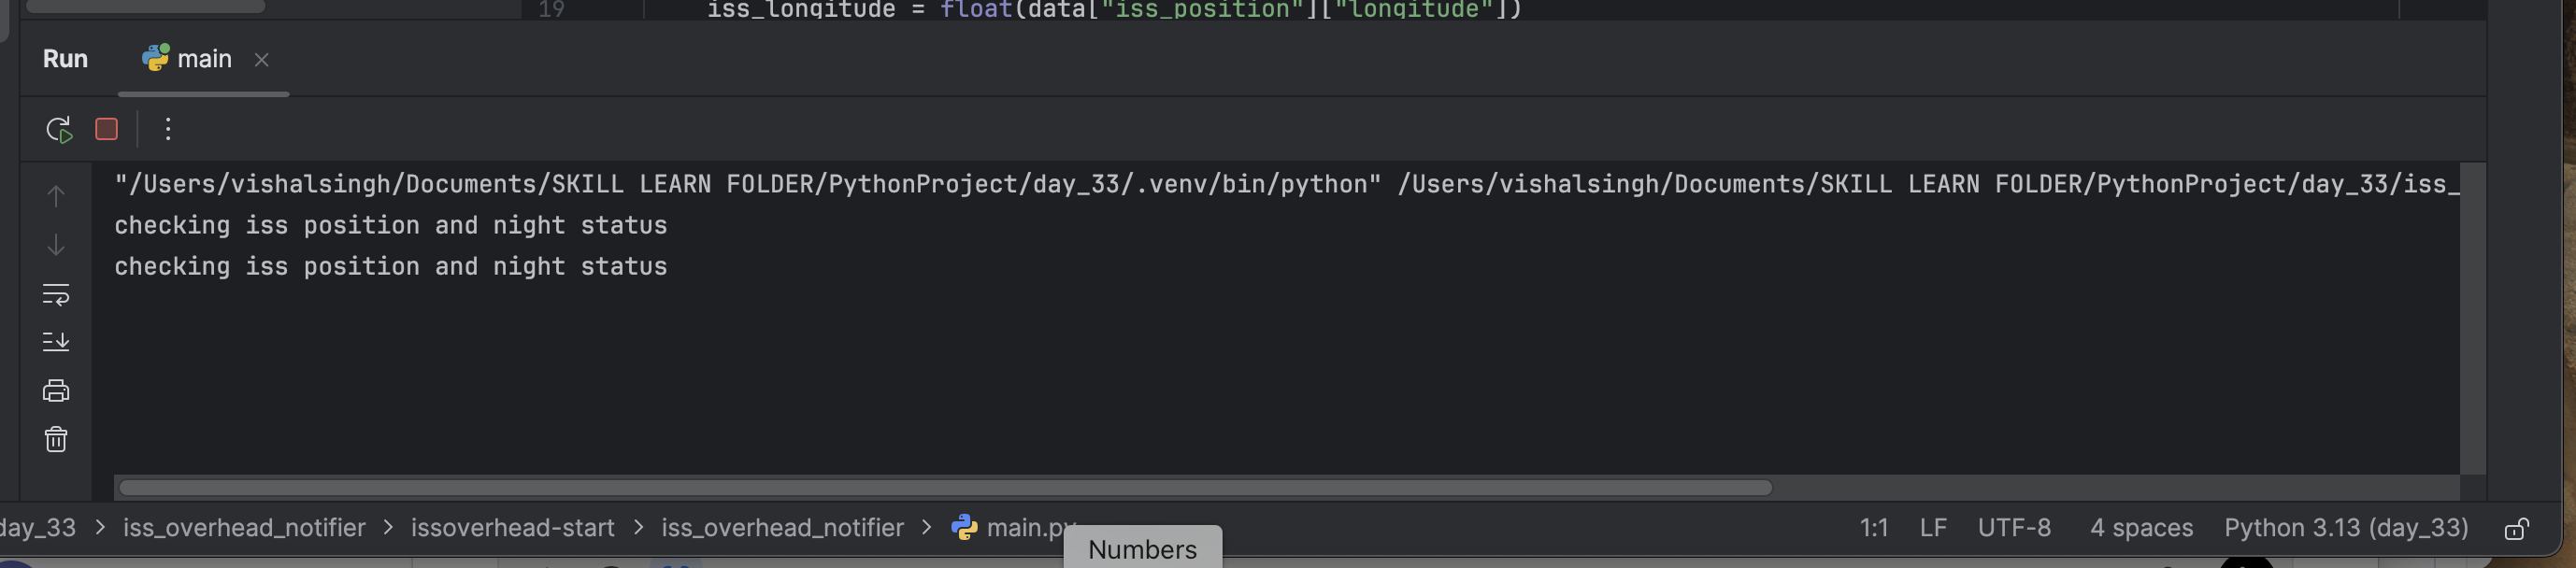 19 iss_longitude = float(data["iss_position"]["longitude"])
Run main
"/Users/vishalsingh/Documents/SKILL LEARN FOLDER/PythonProject/day_33/.venv/bin/python" /Users/vishalsingh/Documents/SKILL LEARN FOLDER/PythonProject/day_33/iss_
checking iss position and night status
checking iss position and night status
day_33 > iss_overhead_notifier > issoverhead-start > iss_overhead_notifier > main.py 1:1 LF UTF-8 4 spaces Python 3.13 (day_33)
Numbers